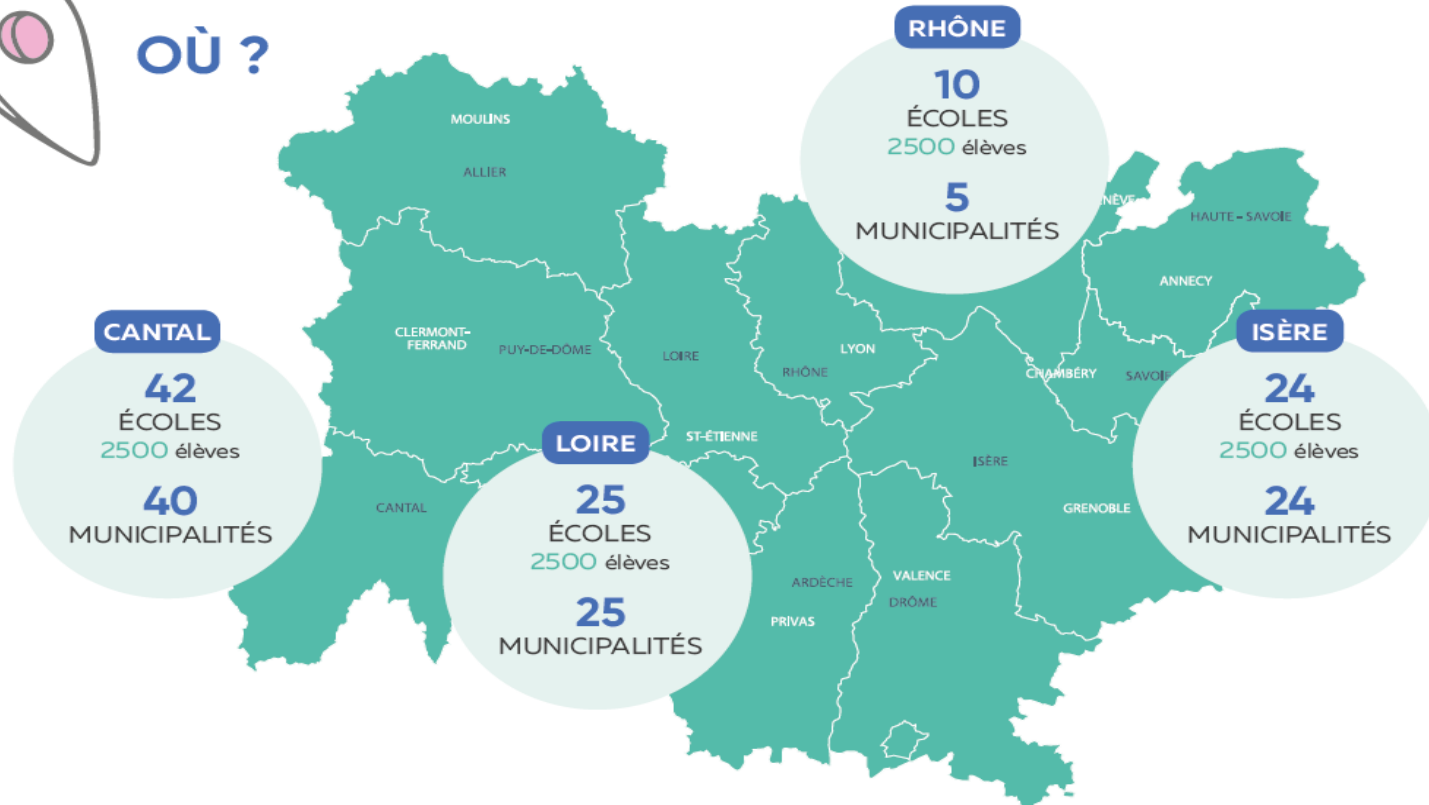 OÙ ?
RHÔNE
10
ÉCOLES
2500 élèves
5
MUNICIPALITÉS
MOULINS
ALLIER
HAUTE - SAVOIE
ANNECY
CANTAL
42
ÉCOLES
2500 élèves
40
MUNICIPALITÉS
CLERMONT-
FERRAND
PUY-DE-DÔME
LOIRE
LYON
RHÔNE
CHAMBÉRY
SAVOIE
ISÈRE
24
ÉCOLES
2500 élèves
24
MUNICIPALITÉS
LOIRE
25
ÉCOLES
2500 élèves
25
MUNICIPALITÉS
ST-ÉTIENNE
ISÈRE
GRENOBLE
CANTAL
ARDÈCHE
PRIVAS
VALENCE
DRÔME